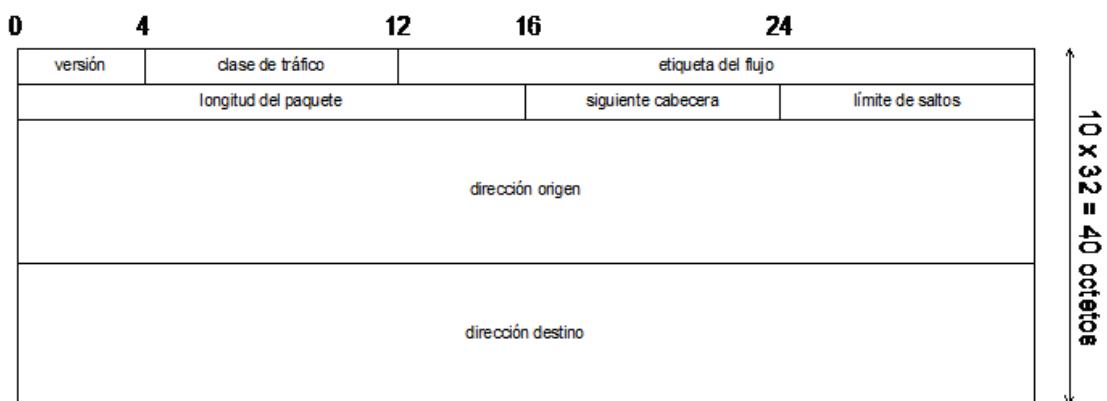 0 4 12 16 24
versión clase de tráfico etiqueta del flujo
longitud del paquete siguiente cabecera límite de saltos
dirección origen
dirección destino
10 x 32 = 40 octetos